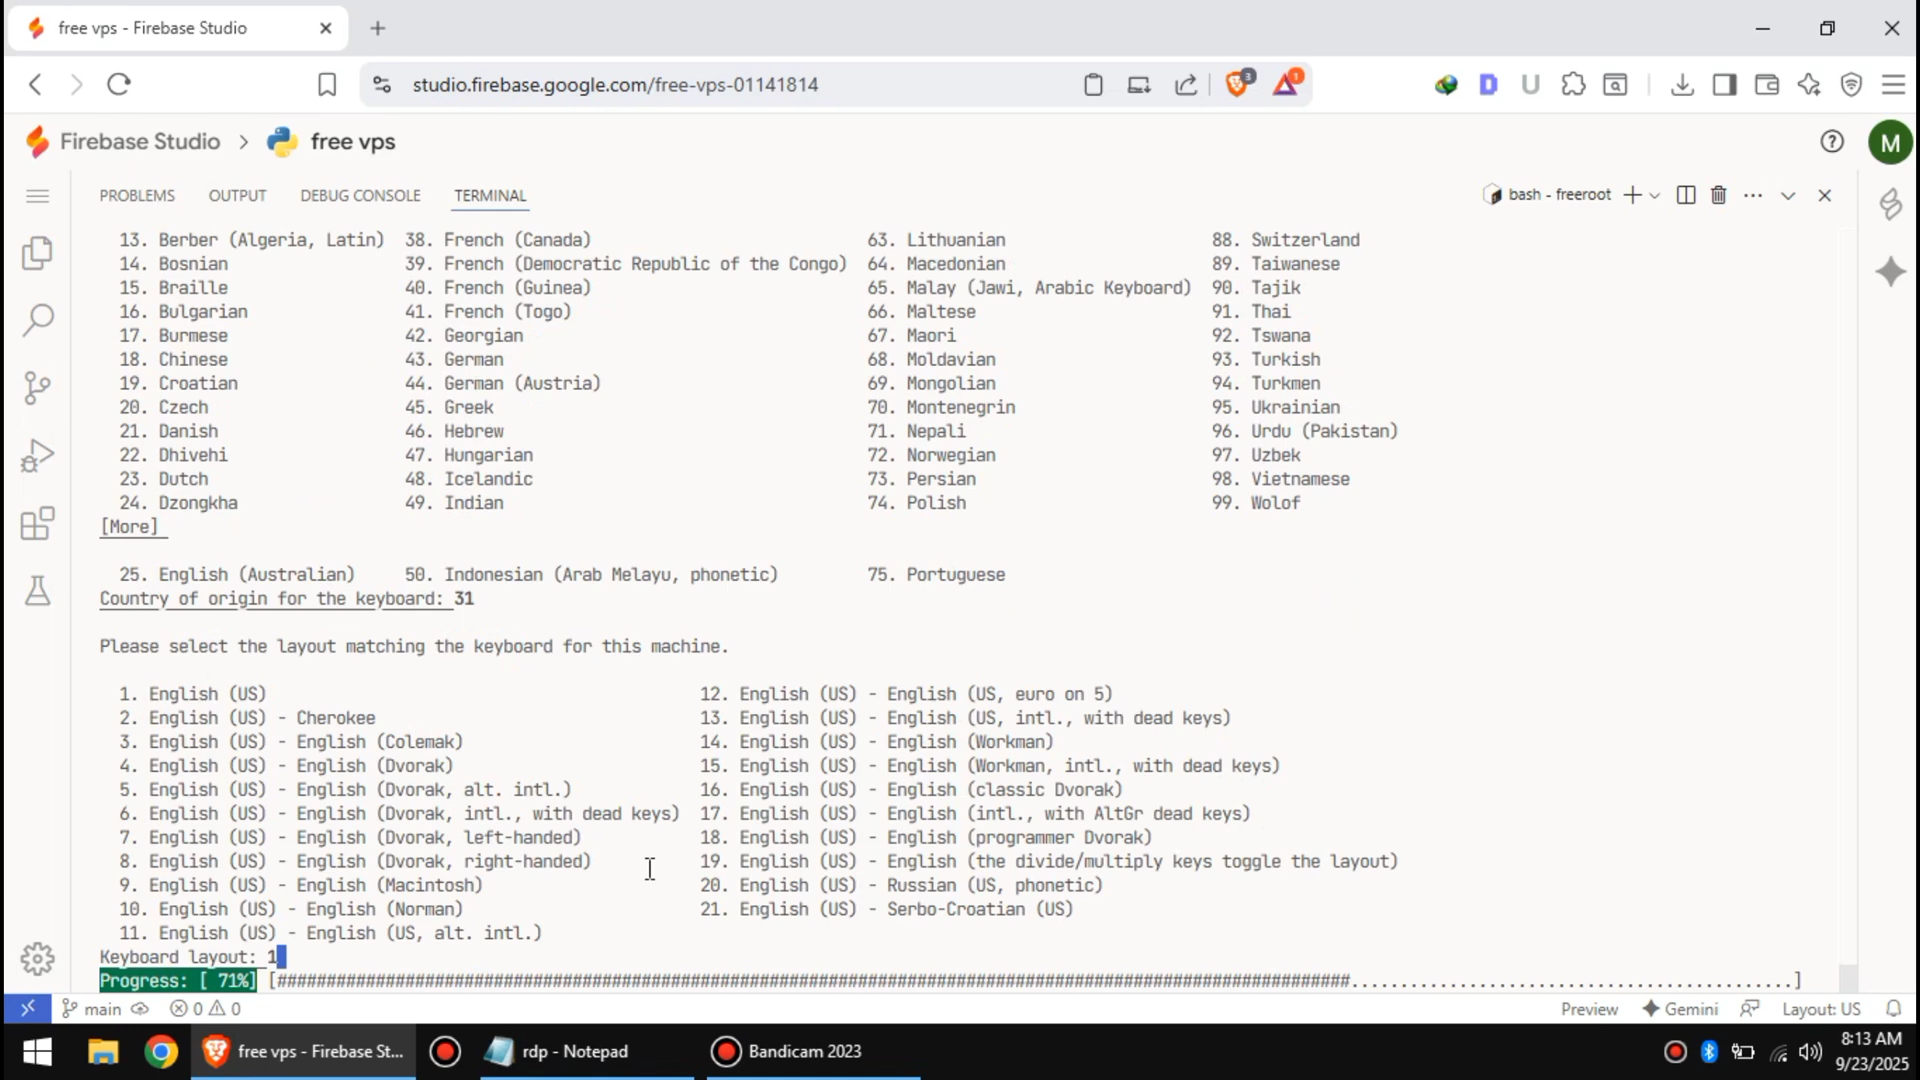 free vps - Firebase Studio
studio.firebase.google.com/free-vps-01141814
3
1
Firebase Studio > free vps
M
PROBLEMS OUTPUT DEBUG CONSOLE TERMINAL
bash - freeroot
13. Berber (Algeria, Latin) 38. French (Canada) 63. Lithuanian 88. Switzerland
14. Bosnian 39. French (Democratic Republic of the Congo) 64. Macedonian 89. Taiwanese
15. Braille 40. French (Guinea) 65. Malay (Jawi, Arabic Keyboard) 90. Tajik
16. Bulgarian 41. French (Togo) 66. Maltese 91. Thai
17. Burmese 42. Georgian 67. Maori 92. Tswana
18. Chinese 43. German 68. Moldavian 93. Turkish
19. Croatian 44. German (Austria) 69. Mongolian 94. Turkmen
20. Czech 45. Greek 70. Montenegrin 95. Ukrainian
21. Danish 46. Hebrew 71. Nepali 96. Urdu (Pakistan)
22. Dhivehi 47. Hungarian 72. Norwegian 97. Uzbek
23. Dutch 48. Icelandic 73. Persian 98. Vietnamese
24. Dzongkha 49. Indian 74. Polish 99. Wolof
[More]
25. English (Australian) 50. Indonesian (Arab Melayu, phonetic) 75. Portuguese
Country of origin for the keyboard: 31
Please select the layout matching the keyboard for this machine.
1. English (US) 12. English (US) - English (US, euro on 5)
2. English (US) - Cherokee 13. English (US) - English (US, intl., with dead keys)
3. English (US) - English (Colemak) 14. English (US) - English (Workman)
4. English (US) - English (Dvorak) 15. English (US) - English (Workman, intl., with dead keys)
5. English (US) - English (Dvorak, alt. intl.) 16. English (US) - English (classic Dvorak)
6. English (US) - English (Dvorak, intl., with dead keys) 17. English (US) - English (intl., with AltGr dead keys)
7. English (US) - English (Dvorak, left-handed) 18. English (US) - English (programmer Dvorak)
8. English (US) - English (Dvorak, right-handed) 19. English (US) - English (the divide/multiply keys toggle the layout)
9. English (US) - English (Macintosh) 20. English (US) - Russian (US, phonetic)
10. English (US) - English (Norman) 21. English (US) - Serbo-Croatian (US)
11. English (US) - English (US, alt. intl.)
Keyboard layout: 1
Progress: [ 71%] [#############################################################################################################.............................................]
main 0 0 Preview Gemini Layout: US
free vps - Firebase St... rdp - Notepad Bandicam 2023
8:13 AM
9/23/2025